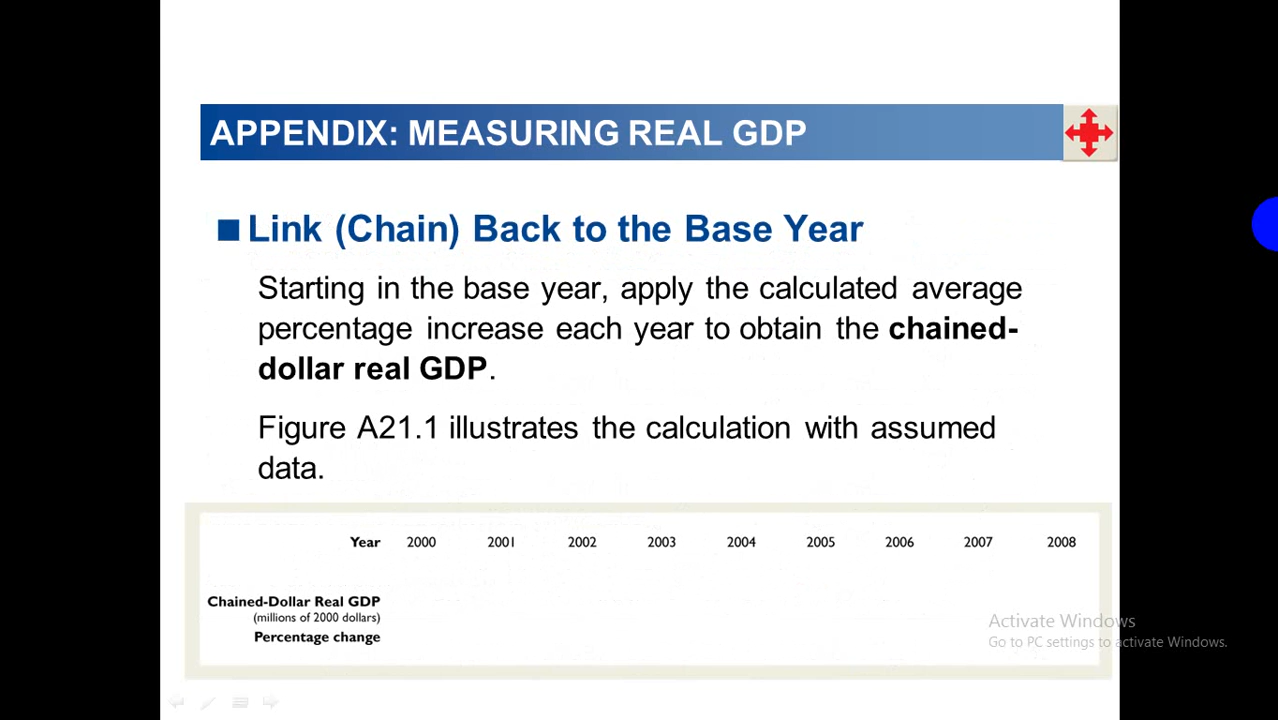 APPENDIX: MEASURING REAL GDP
Link (Chain) Back to the Base Year
Starting in the base year, apply the calculated average
percentage increase each year to obtain the chained-
dollar real GDP.
Figure A21.1 illustrates the calculation with assumed
data.
Year 2000 2001 2002 2003 2004 2005 2006 2007 2008
Chained-Dollar Real GDP
(millions of 2000 dollars)
Percentage change
Activate Windows
Go to PC settings to activate Windows.